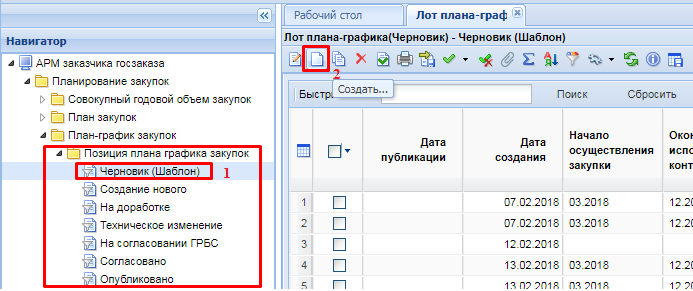 Рабочий стол
Лот плана-граф
Навигатор
Лот плана-графика(Черновик) - Черновик (Шаблон)
АРМ заказчика госзаказа
Планирование закупок
Совокупный годовой объем закупок
План закупок
План-график закупок
Позиция плана графика закупок
Черновик (Шаблон)
1
Создание нового
На доработке
Техническое изменение
На согласовании ГРБС
Согласовано
Опубликовано
2
Создать...
Поиск
Сбросить
Дата публикации
Дата создания
Начало осуществления закупки
1 07.02.2018 03.2018 12.20
2 07.02.2018 03.2018 12.20
3 12.02.2018
4 13.02.2018 03.2018 12.20
5 13.02.2018 03.2018 12.20